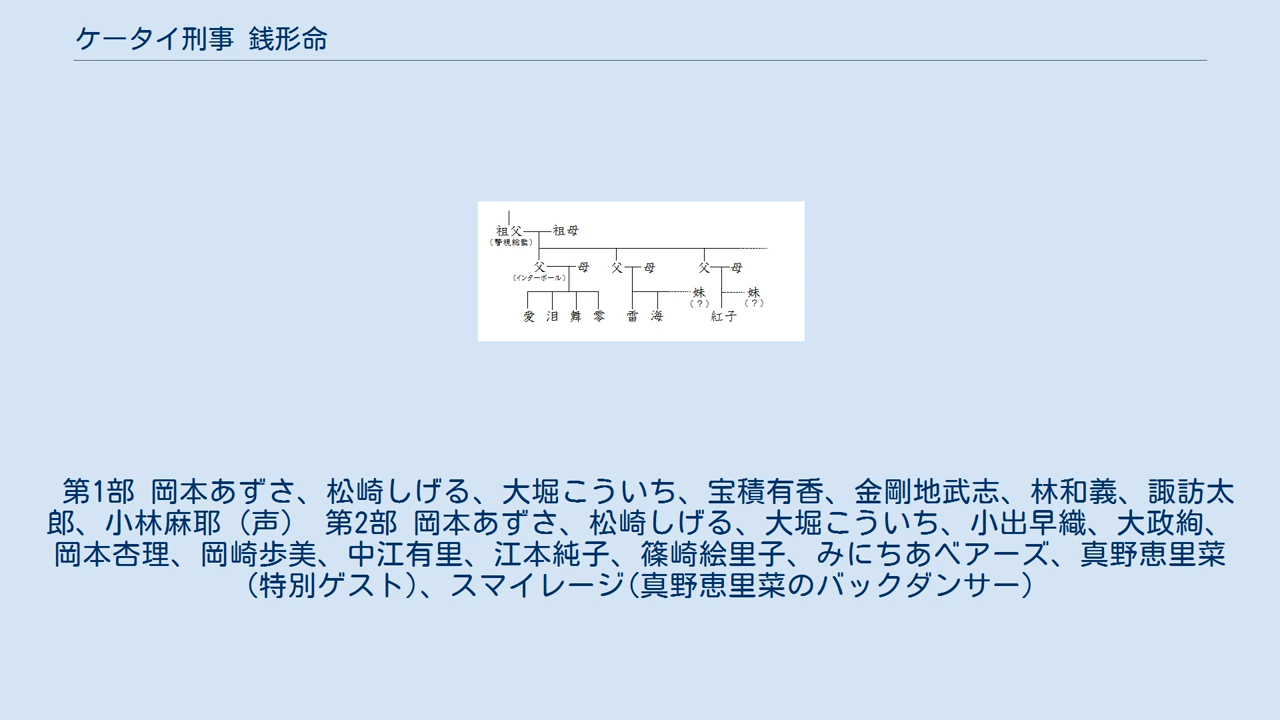 ケータイ刑事 銭形命
祖父 祖母
(警視総監)
父 母 父 母 父 母
(インターポール)
妹 妹
(？) (？)
愛 泪 舞 零 雷 海 紅子
第1部 岡本あずさ、松崎しげる、大堀こういち、宝積有香、金剛地武志、林和義、諏訪太
郎、小林麻耶（声） 第2部 岡本あずさ、松崎しげる、大堀こういち、小出早織、大政絢、
岡本杏理、岡崎歩美、中江有里、江本純子、篠崎絵里子、みにちあベアーズ、真野恵里菜
(特別ゲスト)、スマイレージ(真野恵里菜のバックダンサー)